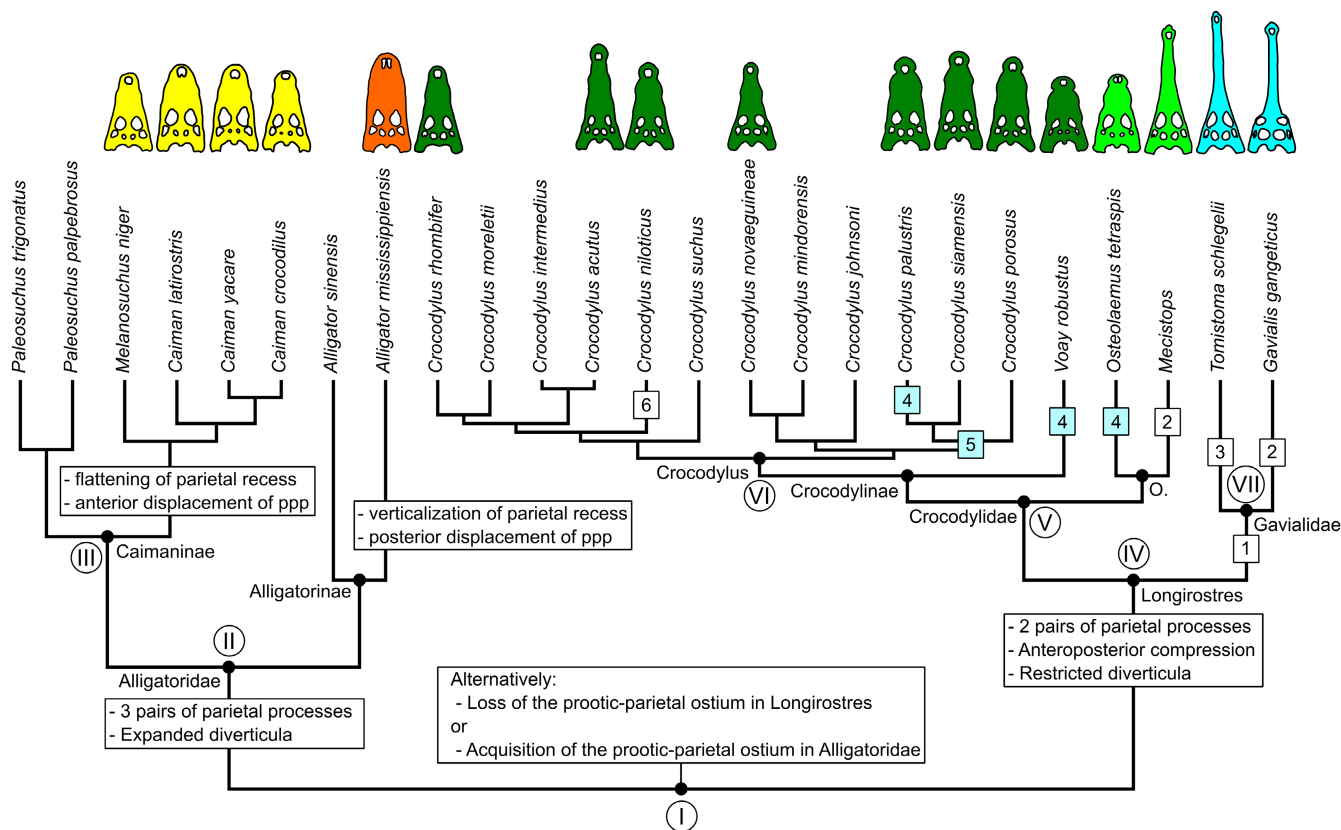 Paleosuchus trigonatus
Paleosuchus palpebrosus
Melanosuchus niger
Caiman latirostris
Caiman yacare
Caiman crocodilus
Alligator sinensis
Alligator mississippiensis
Crocodylus rhombifer
Crocodylus moreletii
Crocodylus intermedius
Crocodylus acutus
Crocodylus niloticus
Crocodylus suchus
Crocodylus novaeguineae
Crocodylus mindorensis
Crocodylus johnsoni
Crocodylus palustris
Crocodylus siamensis
Crocodylus porosus
Voay robustus
Osteolaemus tetraspis
Mecistops
Tomistoma schlegelii
Gavialis gangeticus
6
4
5
4
4
2
3
2
1
- flattening of parietal recess
- anterior displacement of ppp
Crocodylus
VI
Crocodylinae
O.
VII
Gavialidae
Crocodylidae
V
- verticalization of parietal recess
- posterior displacement of ppp
III
Caimaninae
Alligatorinae
IV
Longirostres
- 2 pairs of parietal processes
- Anteroposterior compression
- Restricted diverticula
II
Alligatoridae
- 3 pairs of parietal processes
- Expanded diverticula
Alternatively:
- Loss of the prootic-parietal ostium in Longirostres
or
- Acquisition of the prootic-parietal ostium in Alligatoridae
I